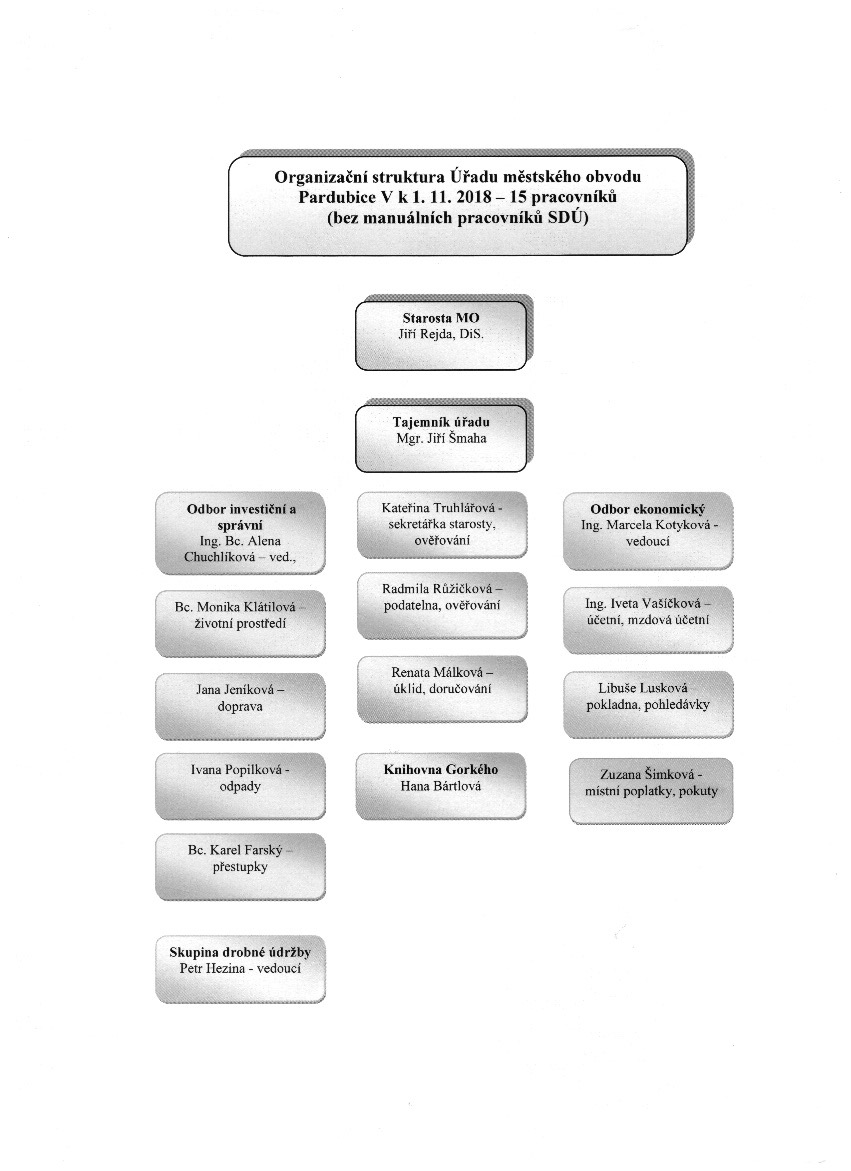 Organizační struktura Úřadu městského obvodu
Pardubice V k 1. 11. 2018 – 15 pracovníků
(bez manuálních pracovníků SDÚ)
Starosta MO
Jiří Rejda, DiS.
Tajemník úřadu
Mgr. Jiří Šmaha
Odbor investiční a
správní
Ing. Bc. Alena
Chuchlíková – ved.,
Bc. Monika Klátilová –
životní prostředí
Jana Jeníková –
doprava
Ivana Popilková -
odpady
Bc. Karel Farský –
přestupky
Skupina drobné údržby
Petr Hezina - vedoucí
Kateřina Truhlářová -
sekretářka starosty,
ověřování
Radmila Růžičková –
podatelna, ověřování
Renata Málková –
úklid, doručování
Knihovna Gorkého
Hana Bártlová
Odbor ekonomický
Ing. Marcela Kotyková -
vedoucí
Ing. Iveta Vašíčková –
účetní, mzdová účetní
Libuše Lusková
pokladna, pohledávky
Zuzana Šimková -
místní poplatky, pokuty